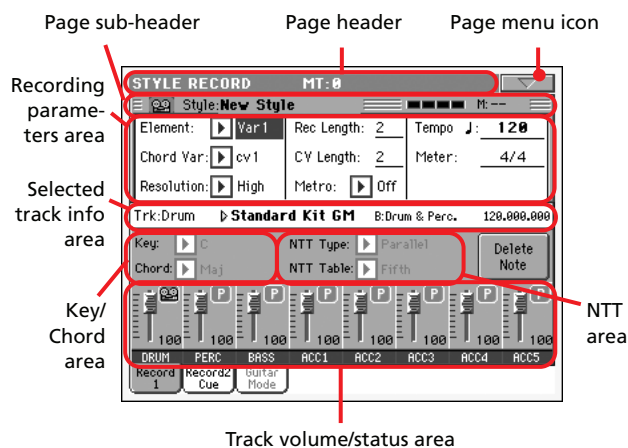 Page sub-header Page header Page menu icon
STYLE RECORD MT:0
Style:New Style M:--
Recording parame-ters area
Element: Var1 Rec Length: 2 Tempo ♩: 120
Chord Var: cv1 CV Length: 2 Meter: 4/4
Resolution: High Metro: Off
Selected track info area
Trk:Drum Standard Kit GM B:Drum & Perc. 120.000.000
Key: C NTT Type: Parallel Delete Note
Chord: Maj NTT Table: Fifth
Key/Chord area
NTT area
P P P P P P P
100 100 100 100 100 100 100 100
DRUM PERC BASS ACC1 ACC2 ACC3 ACC4 ACC5
Record 1 Record2 Cue Guitar Mode
Track volume/status area